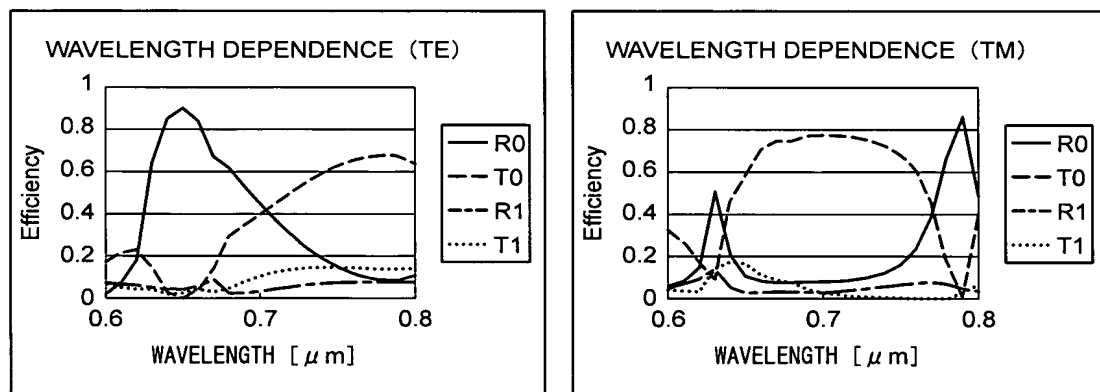 WAVELENGTH DEPENDENCE (TE)
1
0.8
0.6
0.4
0.2
0
Efficiency
0.6
0.7
0.8
WAVELENGTH [μm]
R0
T0
R1
T1
WAVELENGTH DEPENDENCE (TM)
1
0.8
0.6
0.4
0.2
0
Efficiency
0.6
0.7
0.8
WAVELENGTH [μm]
R0
T0
R1
T1